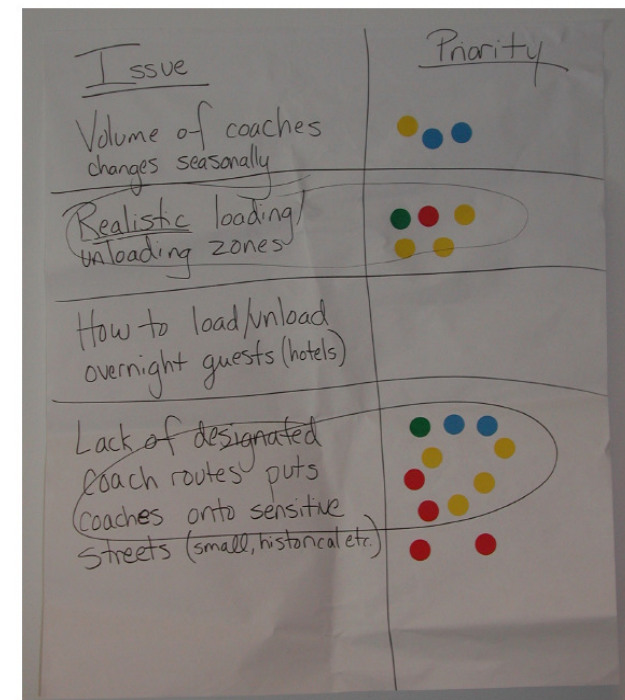 Issue
Priority
Volume of coaches
changes seasonally
Realistic loading/
unloading zones
How to load/unload
overnight guests (hotels)
Lack of designated
coach routes puts
coaches onto sensitive
streets (small, historical etc.)